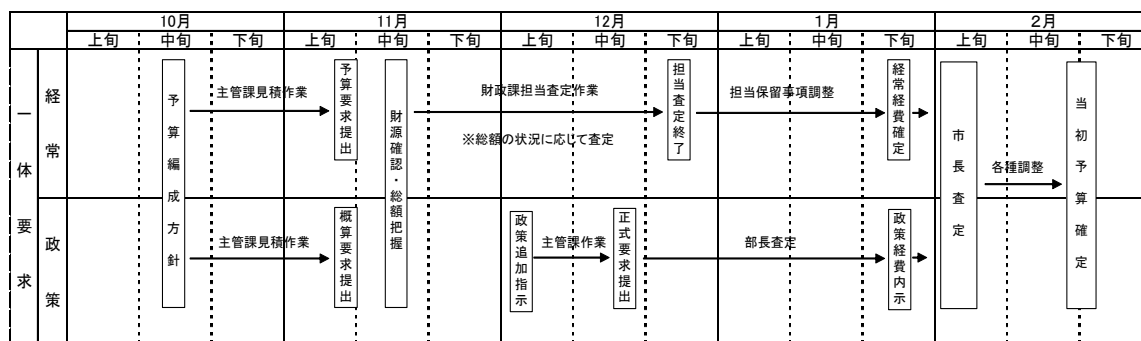 10月
11月
12月
1月
2月
上旬 中旬 下旬 上旬 中旬 下旬 上旬 中旬 下旬 上旬 中旬 下旬 上旬 中旬 下旬
一体要求
経常
予算編成方針
主管課見積作業
予算要求提出
財源確認・総額把握
財政課担当査定作業
※総額の状況に応じて査定
担当査定終了
担当保留事項調整
経常経費確定
市長査定
各種調整
当初予算確定
政策
主管課見積作業
概算要求提出
政策追加指示
主管課作業
正式要求提出
部長査定
政策経費内示